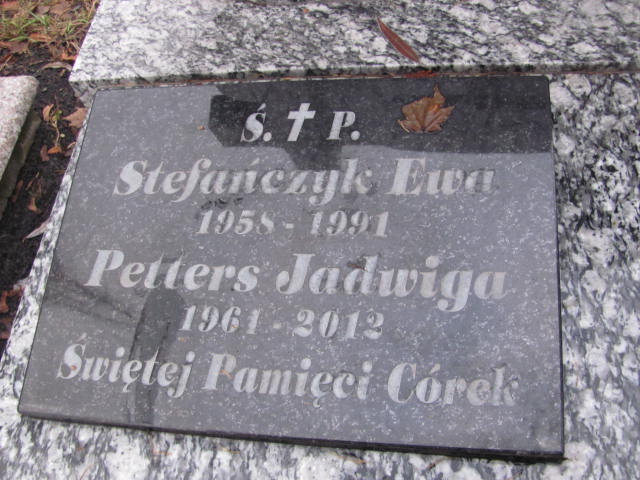 Ś. † P.
Stefańczyk Ewa
1958 - 1991
Petters Jadwiga
1961 - 2012
Świętej Pamięci Córek